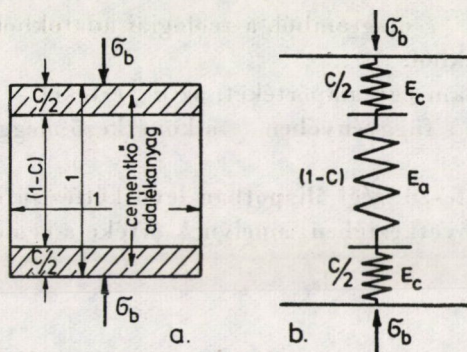 σb
C/2
(1-C)
1
1
cementkő
adalékanyag
C/2
σb
a.
σb
C/2
Ec
(1-C)
Ea
C/2
Ec
σb
b.